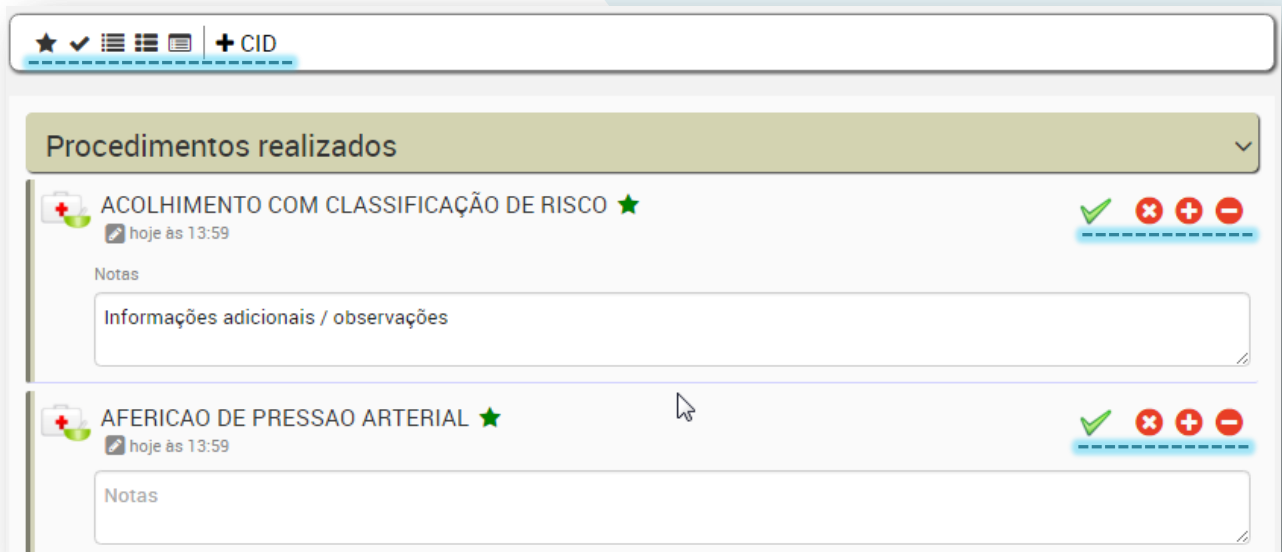 + CID
Procedimentos realizados
ACOLHIMENTO COM CLASSIFICAÇÃO DE RISCO
hoje às 13:59
Notas
Informações adicionais / observações
AFERICAO DE PRESSAO ARTERIAL
hoje às 13:59
Notas